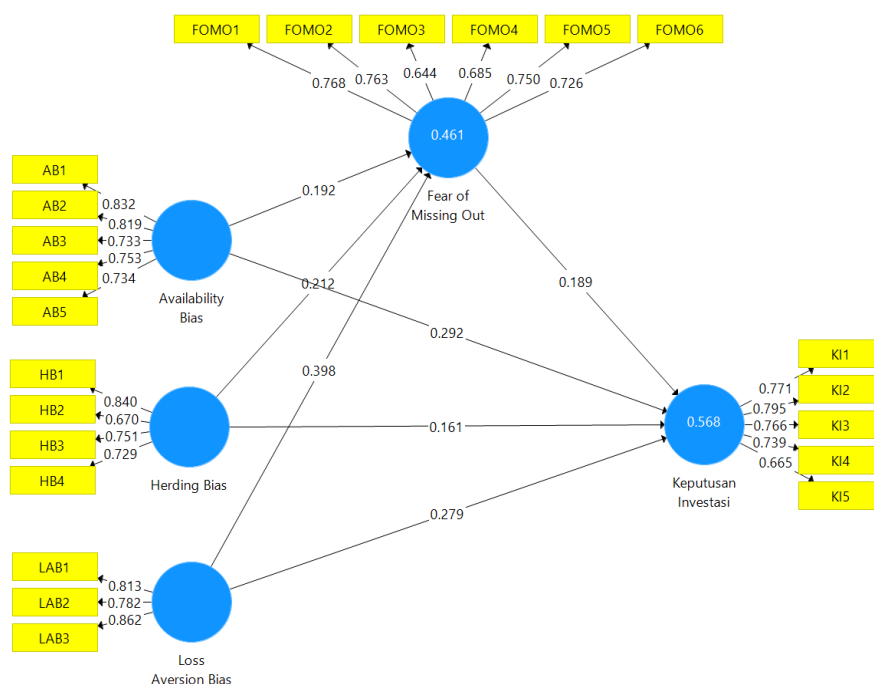 FOMO1
FOMO2
FOMO3
FOMO4
FOMO5
FOMO6
0.768
0.763
0.644
0.685
0.750
0.726
0.461
Fear of
Missing Out
AB1
AB2
AB3
AB4
AB5
0.832
0.819
0.733
0.753
0.734
Availability
Bias
0.192
0.212
0.398
0.189
0.292
0.161
0.279
HB1
HB2
HB3
HB4
0.840
0.670
0.751
0.729
Herding Bias
KI1
KI2
KI3
KI4
KI5
0.771
0.795
0.766
0.739
0.665
0.568
Keputusan
Investasi
LAB1
LAB2
LAB3
0.813
0.782
0.862
Loss
Aversion Bias